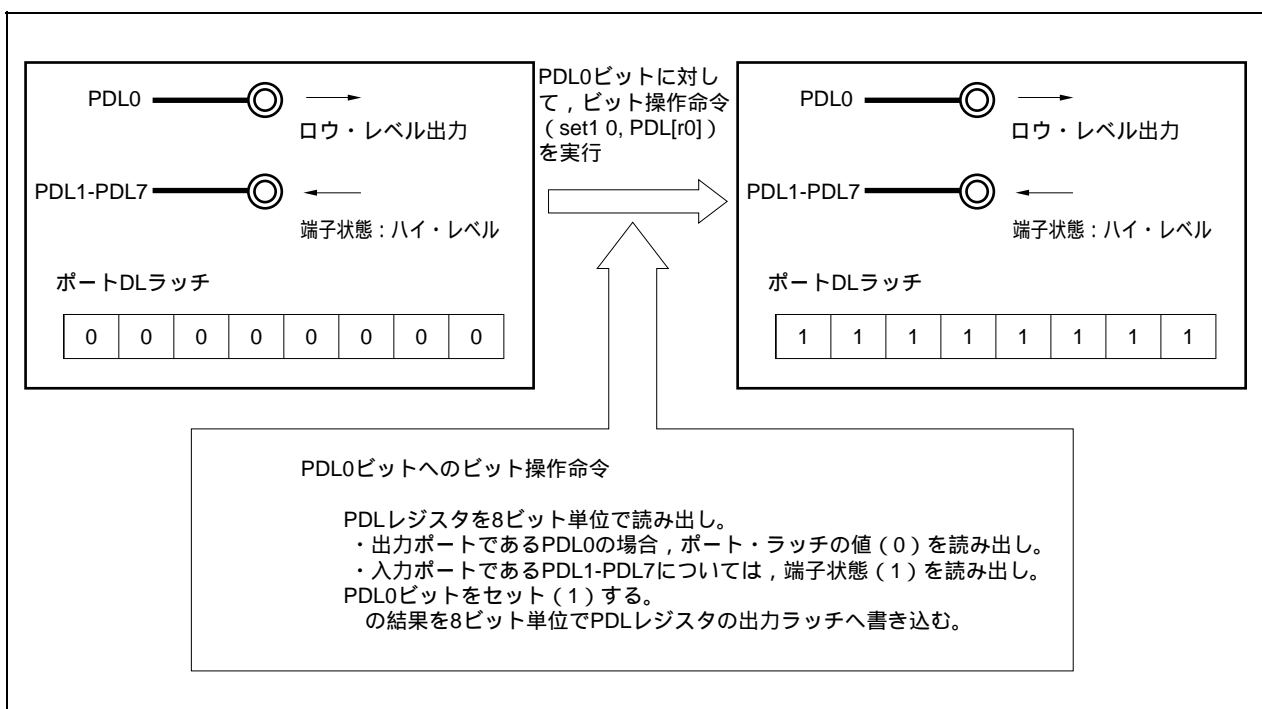 PDL0
ロウ・レベル出力
PDL1-PDL7
端子状態：ハイ・レベル
ポートDLラッチ
0 0 0 0 0 0 0 0
PDL0ビットに対し
て，ビット操作命令
（set1 0, PDL[r0]）
を実行
PDL0
ロウ・レベル出力
PDL1-PDL7
端子状態：ハイ・レベル
ポートDLラッチ
1 1 1 1 1 1 1 1
PDL0ビットへのビット操作命令
PDLレジスタを8ビット単位で読み出し。
・出力ポートであるPDL0の場合，ポート・ラッチの値（0）を読み出し。
・入力ポートであるPDL1-PDL7については，端子状態（1）を読み出し。
PDL0ビットをセット（1）する。
の結果を8ビット単位でPDLレジスタの出力ラッチへ書き込む。